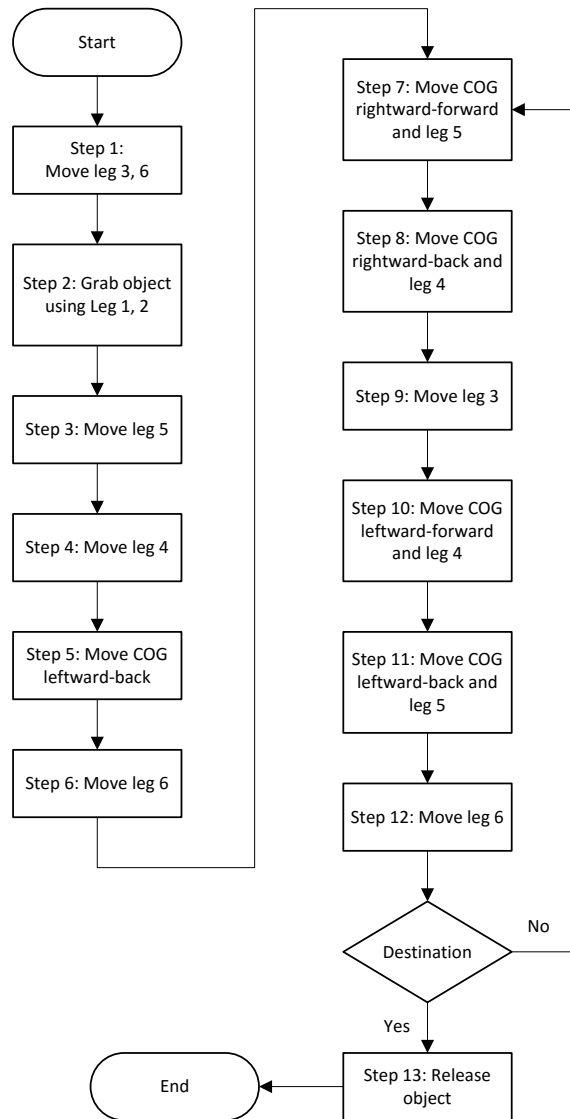 Start
Step 1:
Move leg 3, 6
Step 2: Grab object
using Leg 1, 2
Step 3: Move leg 5
Step 4: Move leg 4
Step 5: Move COG
leftward-back
Step 6: Move leg 6
Step 7: Move COG
rightward-forward
and leg 5
Step 8: Move COG
rightward-back and
leg 4
Step 9: Move leg 3
Step 10: Move COG
leftward-forward
and leg 4
Step 11: Move COG
leftward-back and
leg 5
Step 12: Move leg 6
Destination
No
Yes
Step 13: Release
object
End